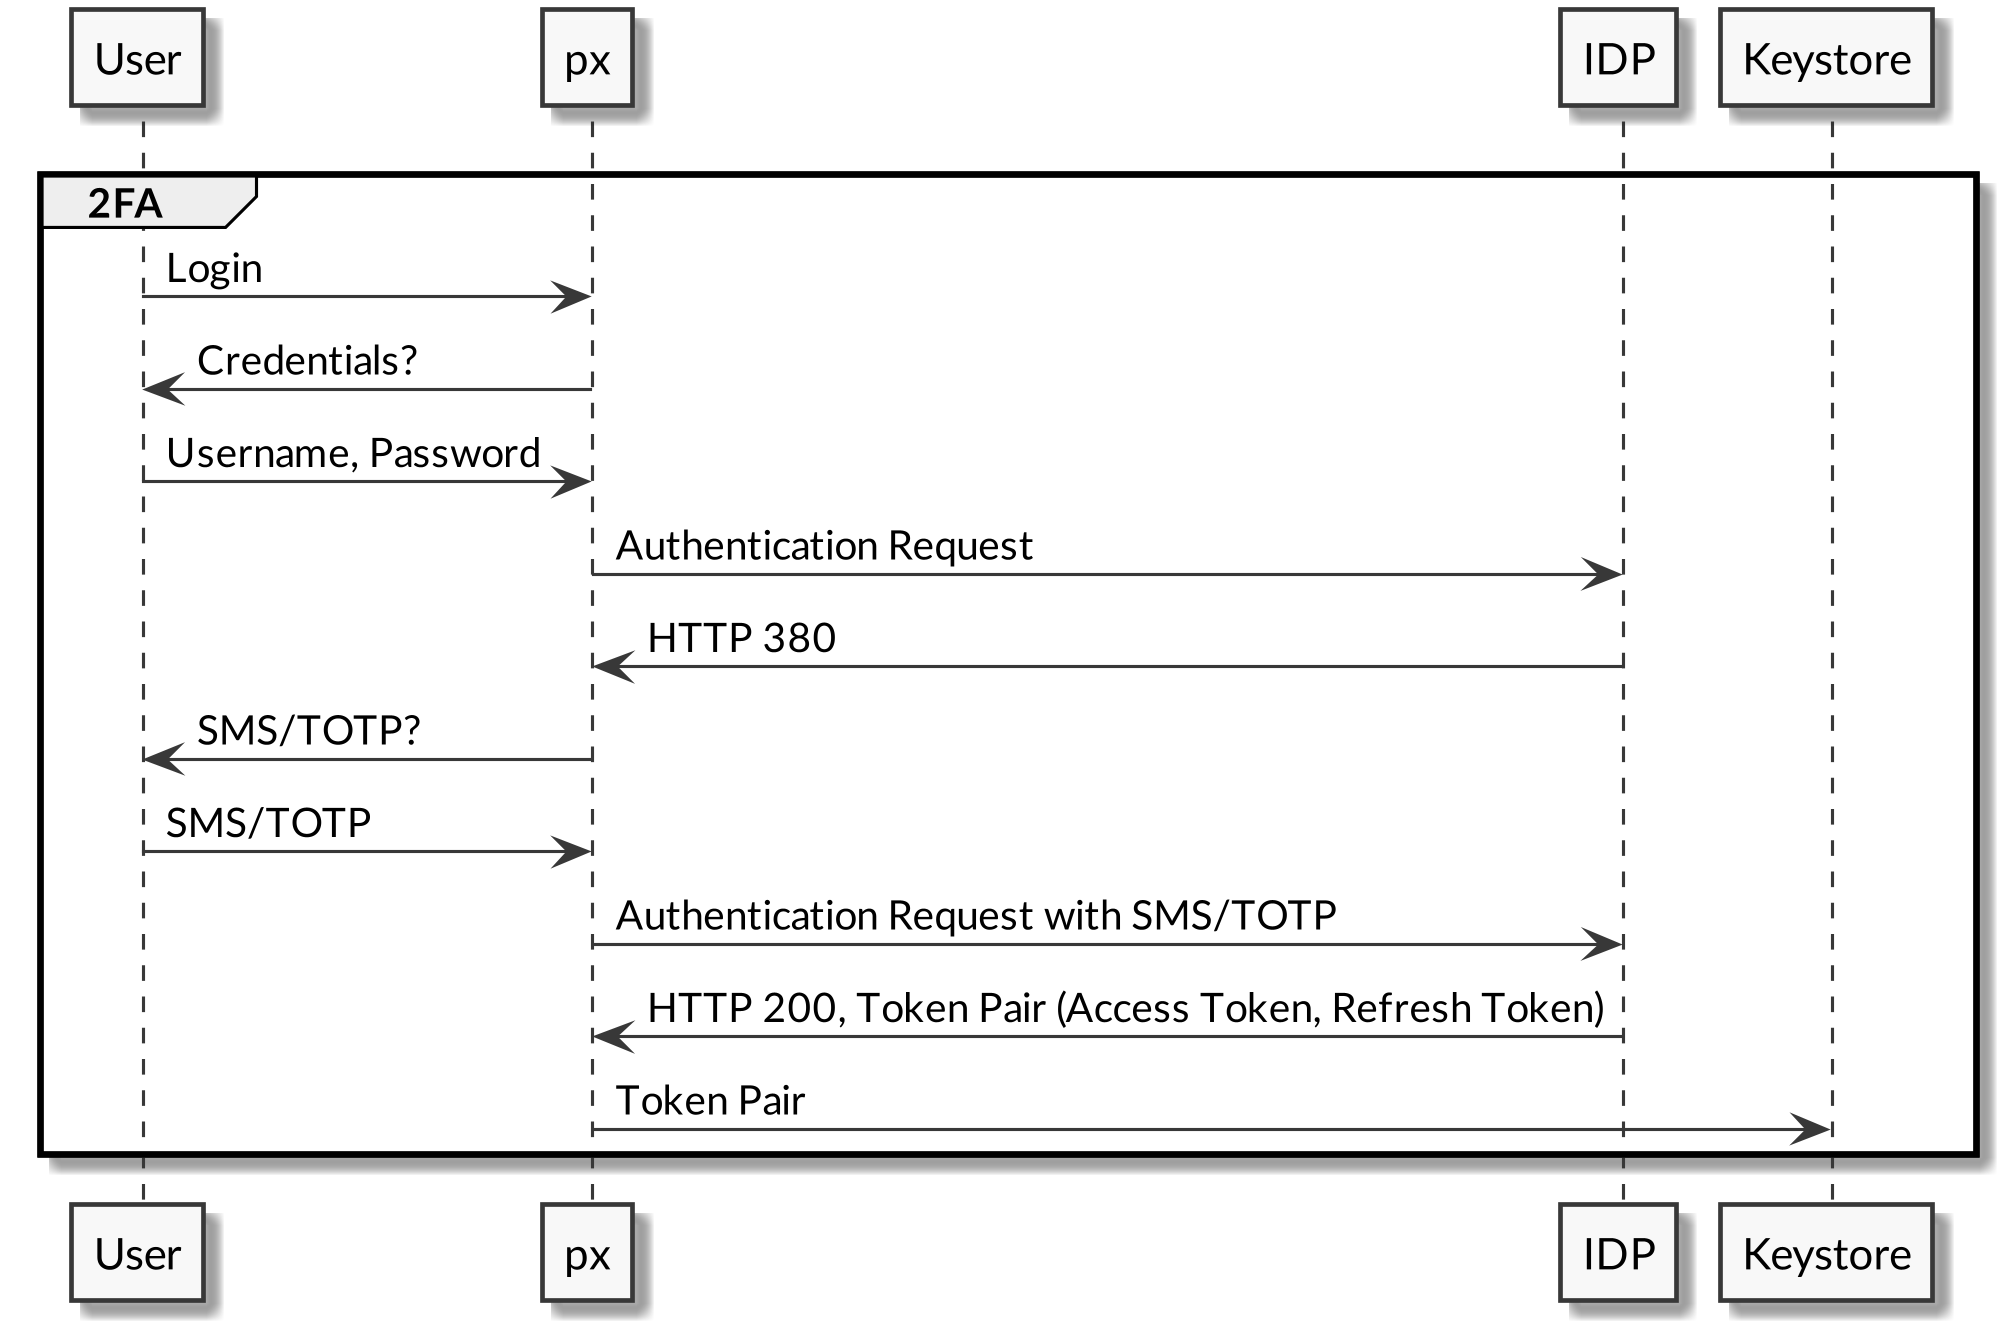 User
px
IDP
Keystore
2FA
Login
Credentials?
Username, Password
Authentication Request
HTTP 380
SMS/TOTP?
SMS/TOTP
Authentication Request with SMS/TOTP
HTTP 200, Token Pair (Access Token, Refresh Token)
Token Pair
User
px
IDP
Keystore